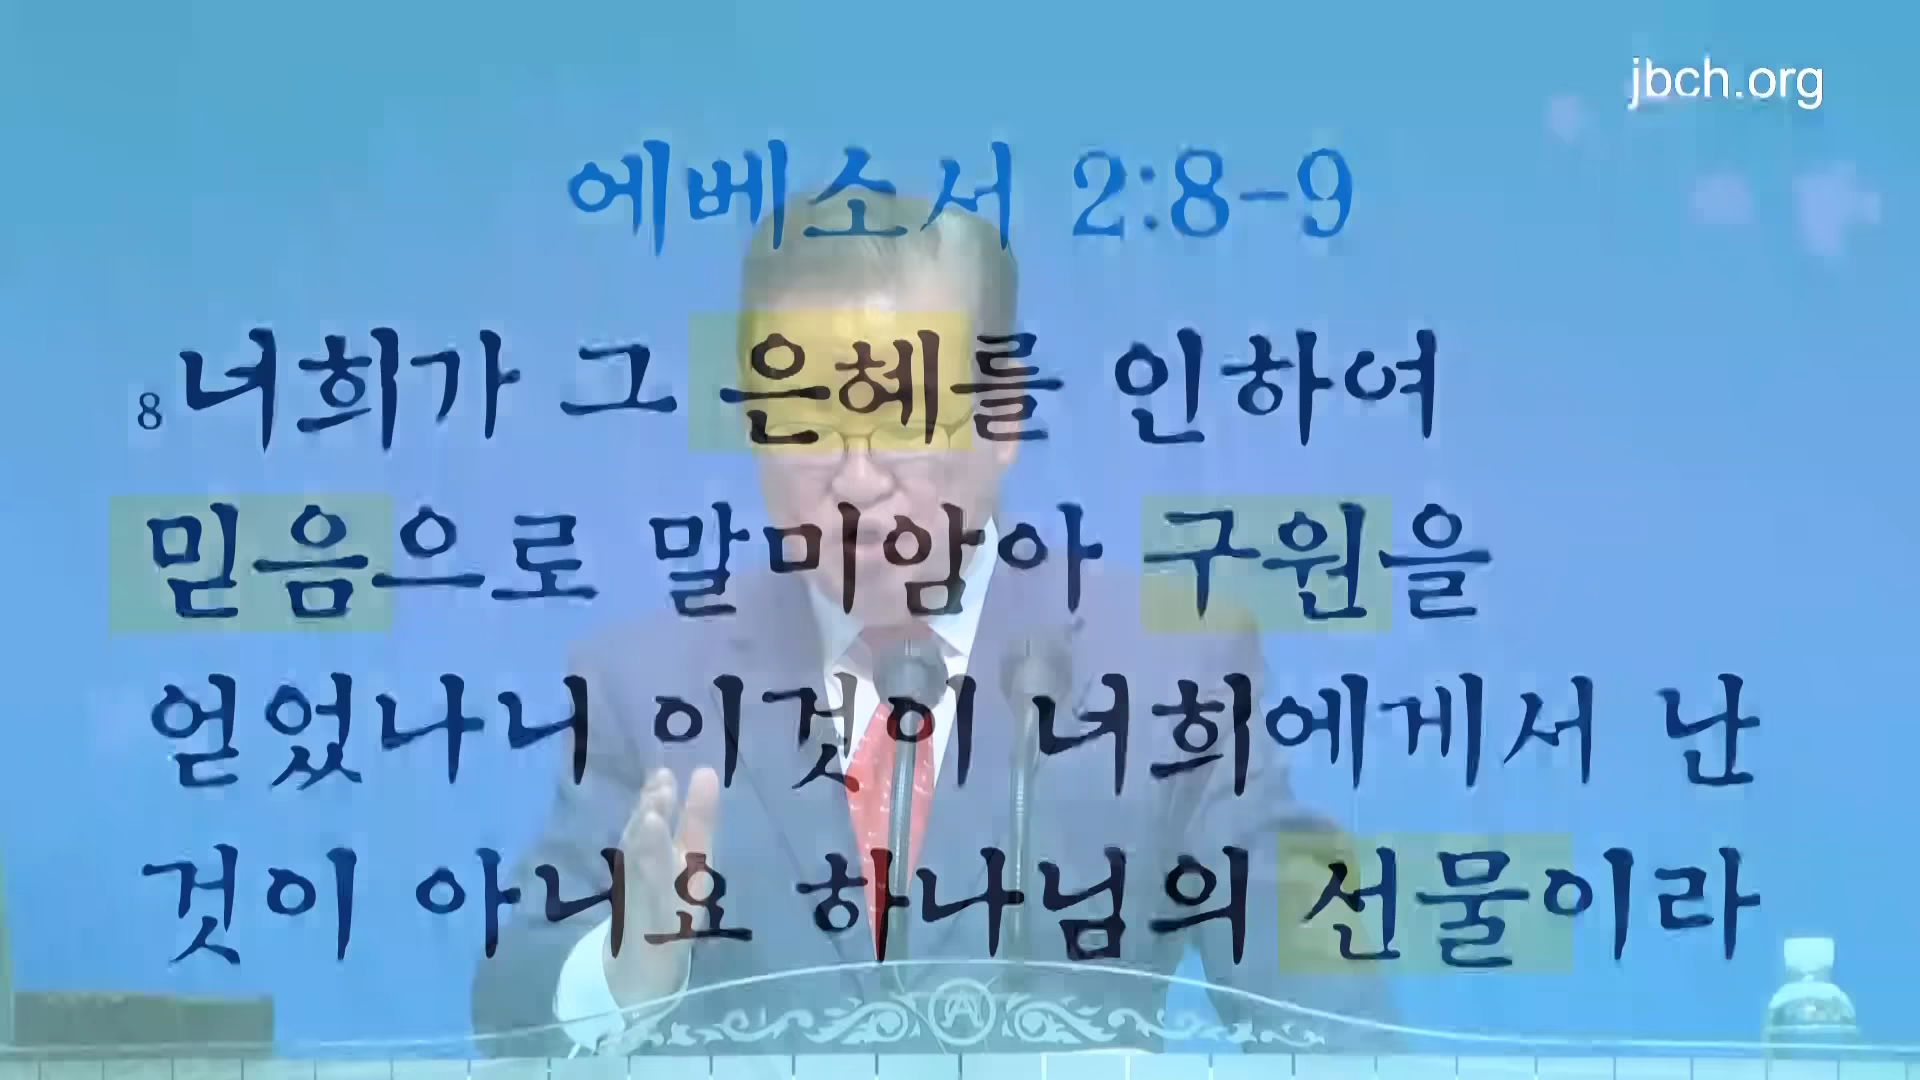 jbch.org
에베소서 2:8-9
8 너희가 그 은혜를 인하여
믿음으로 말미암아 구원을
얻었나니 이것이 너희에게서 난
것이 아니요 하나님의 선물이라